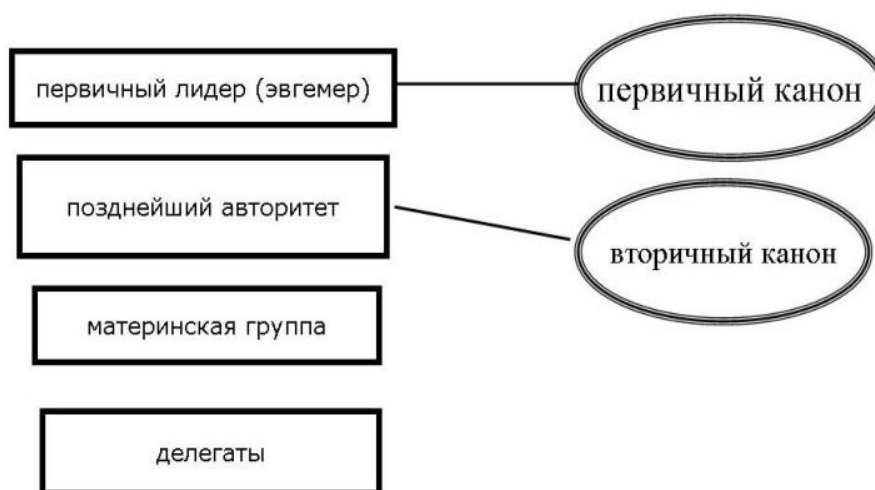 первичный лидер (эвгемер)
первичный канон
позднейший авторитет
вторичный канон
материнская группа
делегаты